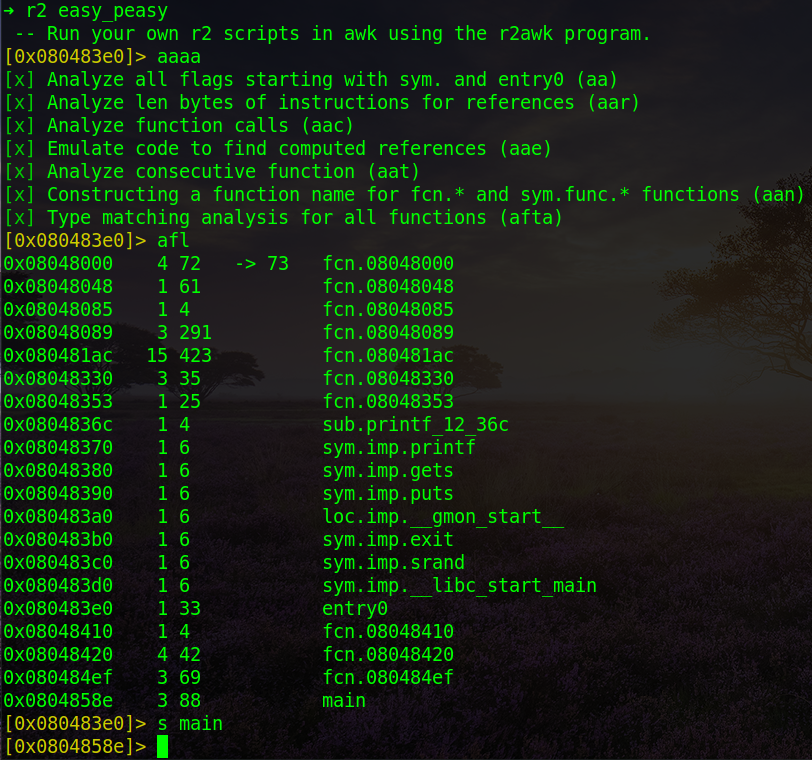 → r2 easy_peasy
 -- Run your own r2 scripts in awk using the r2awk program.
[0x080483e0]> aaaa
[x] Analyze all flags starting with sym. and entry0 (aa)
[x] Analyze len bytes of instructions for references (aar)
[x] Analyze function calls (aac)
[x] Emulate code to find computed references (aae)
[x] Analyze consecutive function (aat)
[x] Constructing a function name for fcn.* and sym.func.* functions (aan)
[x] Type matching analysis for all functions (afta)
[0x080483e0]> afl
0x08048000    4 72   -> 73   fcn.08048000
0x08048048    1 61           fcn.08048048
0x08048085    1 4            fcn.08048085
0x08048089    3 291          fcn.08048089
0x080481ac   15 423          fcn.080481ac
0x08048330    3 35           fcn.08048330
0x08048353    1 25           fcn.08048353
0x0804836c    1 4            sub.printf_12_36c
0x08048370    1 6            sym.imp.printf
0x08048380    1 6            sym.imp.gets
0x08048390    1 6            sym.imp.puts
0x080483a0    1 6            loc.imp.__gmon_start__
0x080483b0    1 6            sym.imp.exit
0x080483c0    1 6            sym.imp.srand
0x080483d0    1 6            sym.imp.__libc_start_main
0x080483e0    1 33           entry0
0x08048410    1 4            fcn.08048410
0x08048420    4 42           fcn.08048420
0x080484ef    3 69           fcn.080484ef
0x0804858e    3 88           main
[0x080483e0]> s main
[0x0804858e]>